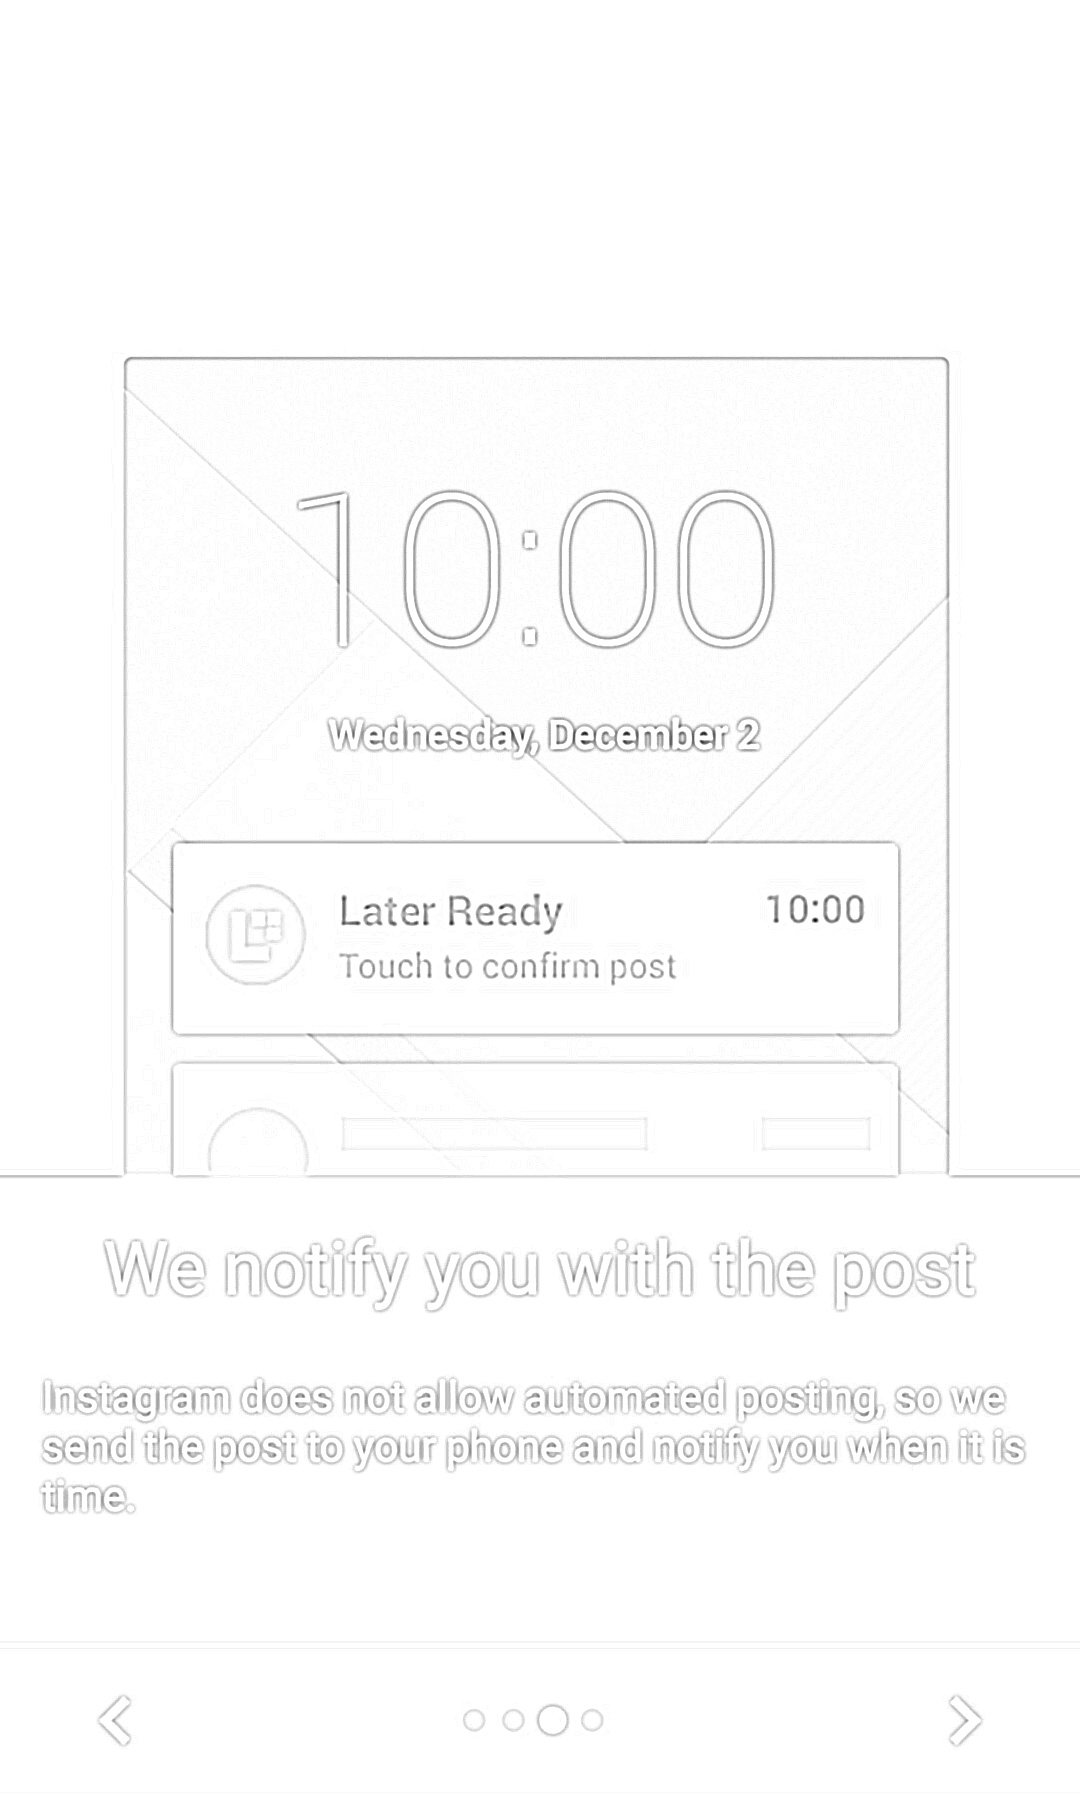 10:00
Wednesday, December 2
Later Ready 10:00
Touch to confirm post
We notify you with the post
Instagram does not allow automated posting, so we
send the post to your phone and notify you when it is
time.